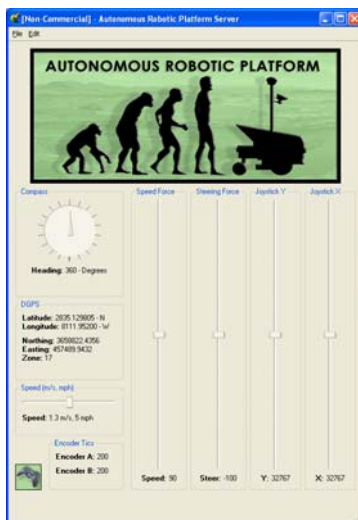 [Non-Commercial] - Autonomous Robotic Platform Server
File Edit
AUTONOMOUS ROBOTIC PLATFORM
Compass
Heading: 360 - Degrees
DGPS
Latitude: 2835.129805 - N
Longitude: 8111.95200 - W
Northing: 3658822.4356
Easting: 457489.9432
Zone: 17
Speed (m/s, mph)
Speed: 1.3 m/s, 5 mph
Encoder Tics
Encoder A: 200
Encoder B: 200
Speed Force
Speed: 90
Steering Force
Steer: -100
Joystick Y
Y: 32767
Joystick X
X: 32767